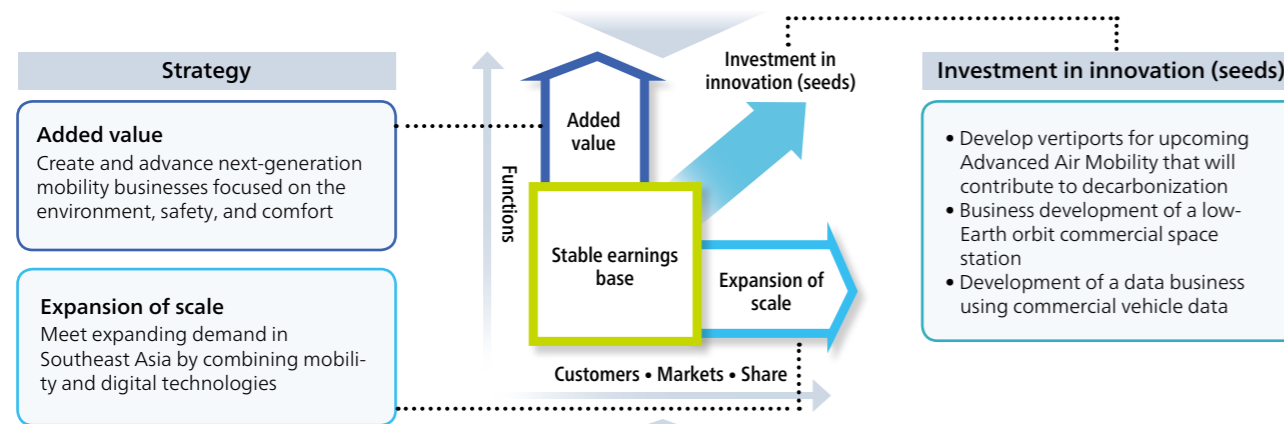 Strategy
Added value
Create and advance next-generation
mobility businesses focused on the
environment, safety, and comfort
Expansion of scale
Meet expanding demand in
Southeast Asia by combining mobili-
ty and digital technologies
Functions
Added
value
Investment in
innovation (seeds)
Stable earnings
base
Expansion of
scale
Customers • Markets • Share
Investment in innovation (seeds)
• Develop vertiports for upcoming
Advanced Air Mobility that will
contribute to decarbonization
• Business development of a low-
Earth orbit commercial space
station
• Development of a data business
using commercial vehicle data